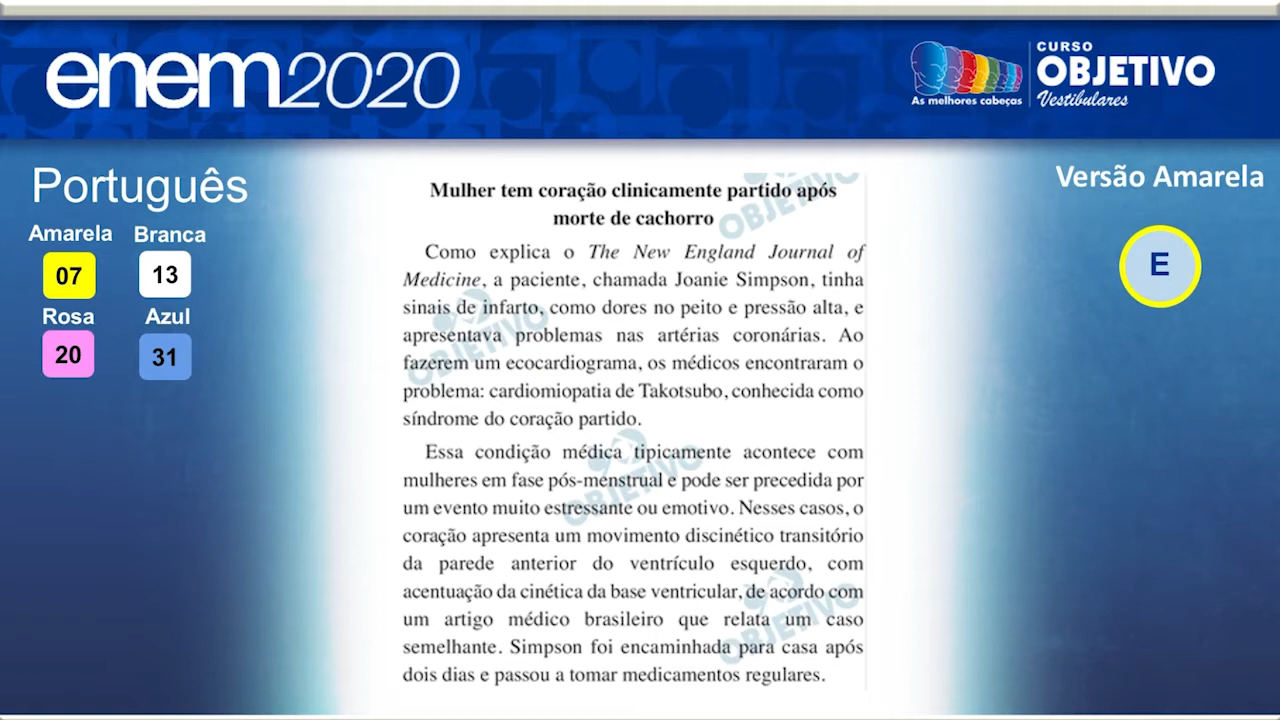 enem2020
CURSO
OBJETIVO
Vestibulares
As melhores cabeças
Português
Versão Amarela
Amarela
Branca
07
13
Rosa
Azul
20
31
E
Mulher tem coração clinicamente partido após
morte de cachorro
Como explica o The New England Journal of
Medicine, a paciente, chamada Joanie Simpson, tinha
sinais de infarto, como dores no peito e pressão alta, e
apresentava problemas nas artérias coronárias. Ao
fazerem um ecocardiograma, os médicos encontraram o
problema: cardiomiopatia de Takotsubo, conhecida como
síndrome do coração partido.
Essa condição médica tipicamente acontece com
mulheres em fase pós-menstrual e pode ser precedida por
um evento muito estressante ou emotivo. Nesses casos, o
coração apresenta um movimento discinético transitório
da parede anterior do ventrículo esquerdo, com
acentuação da cinética da base ventricular, de acordo com
um artigo médico brasileiro que relata um caso
semelhante. Simpson foi encaminhada para casa após
dois dias e passou a tomar medicamentos regulares.
OBJETIVO
OBJETIVO
OBJETIVO
OBJETIVO